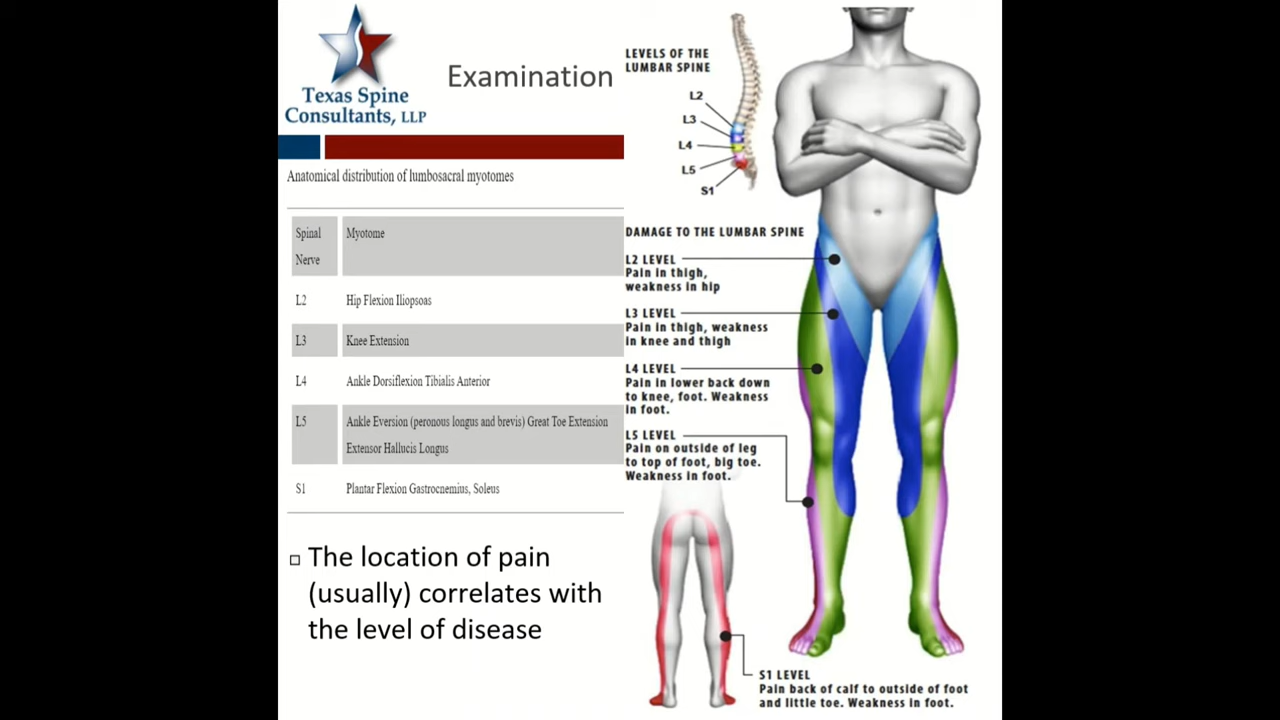 Texas Spine
Consultants, LLP
Examination
Anatomical distribution of lumbosacral myotomes
Spinal
Nerve
Myotome
L2
Hip Flexion Iliopsoas
L3
Knee Extension
L4
Ankle Dorsiflexion Tibialis Anterior
L5
Ankle Eversion (peronous longus and brevis) Great Toe Extension
Extensor Hallucis Longus
S1
Plantar Flexion Gastrocnemius, Soleus
The location of pain
(usually) correlates with
the level of disease
LEVELS OF THE
LUMBAR SPINE
L2
L3
L4
L5
S1
DAMAGE TO THE LUMBAR SPINE
L2 LEVEL
Pain in thigh,
weakness in hip
L3 LEVEL
Pain in thigh, weakness
in knee and thigh
L4 LEVEL
Pain in lower back down
to knee, foot. Weakness
in foot.
L5 LEVEL
Pain on outside of leg
to top of foot, big toe.
Weakness in foot.
S1 LEVEL
Pain back of calf to outside of foot
and little toe. Weakness in foot.